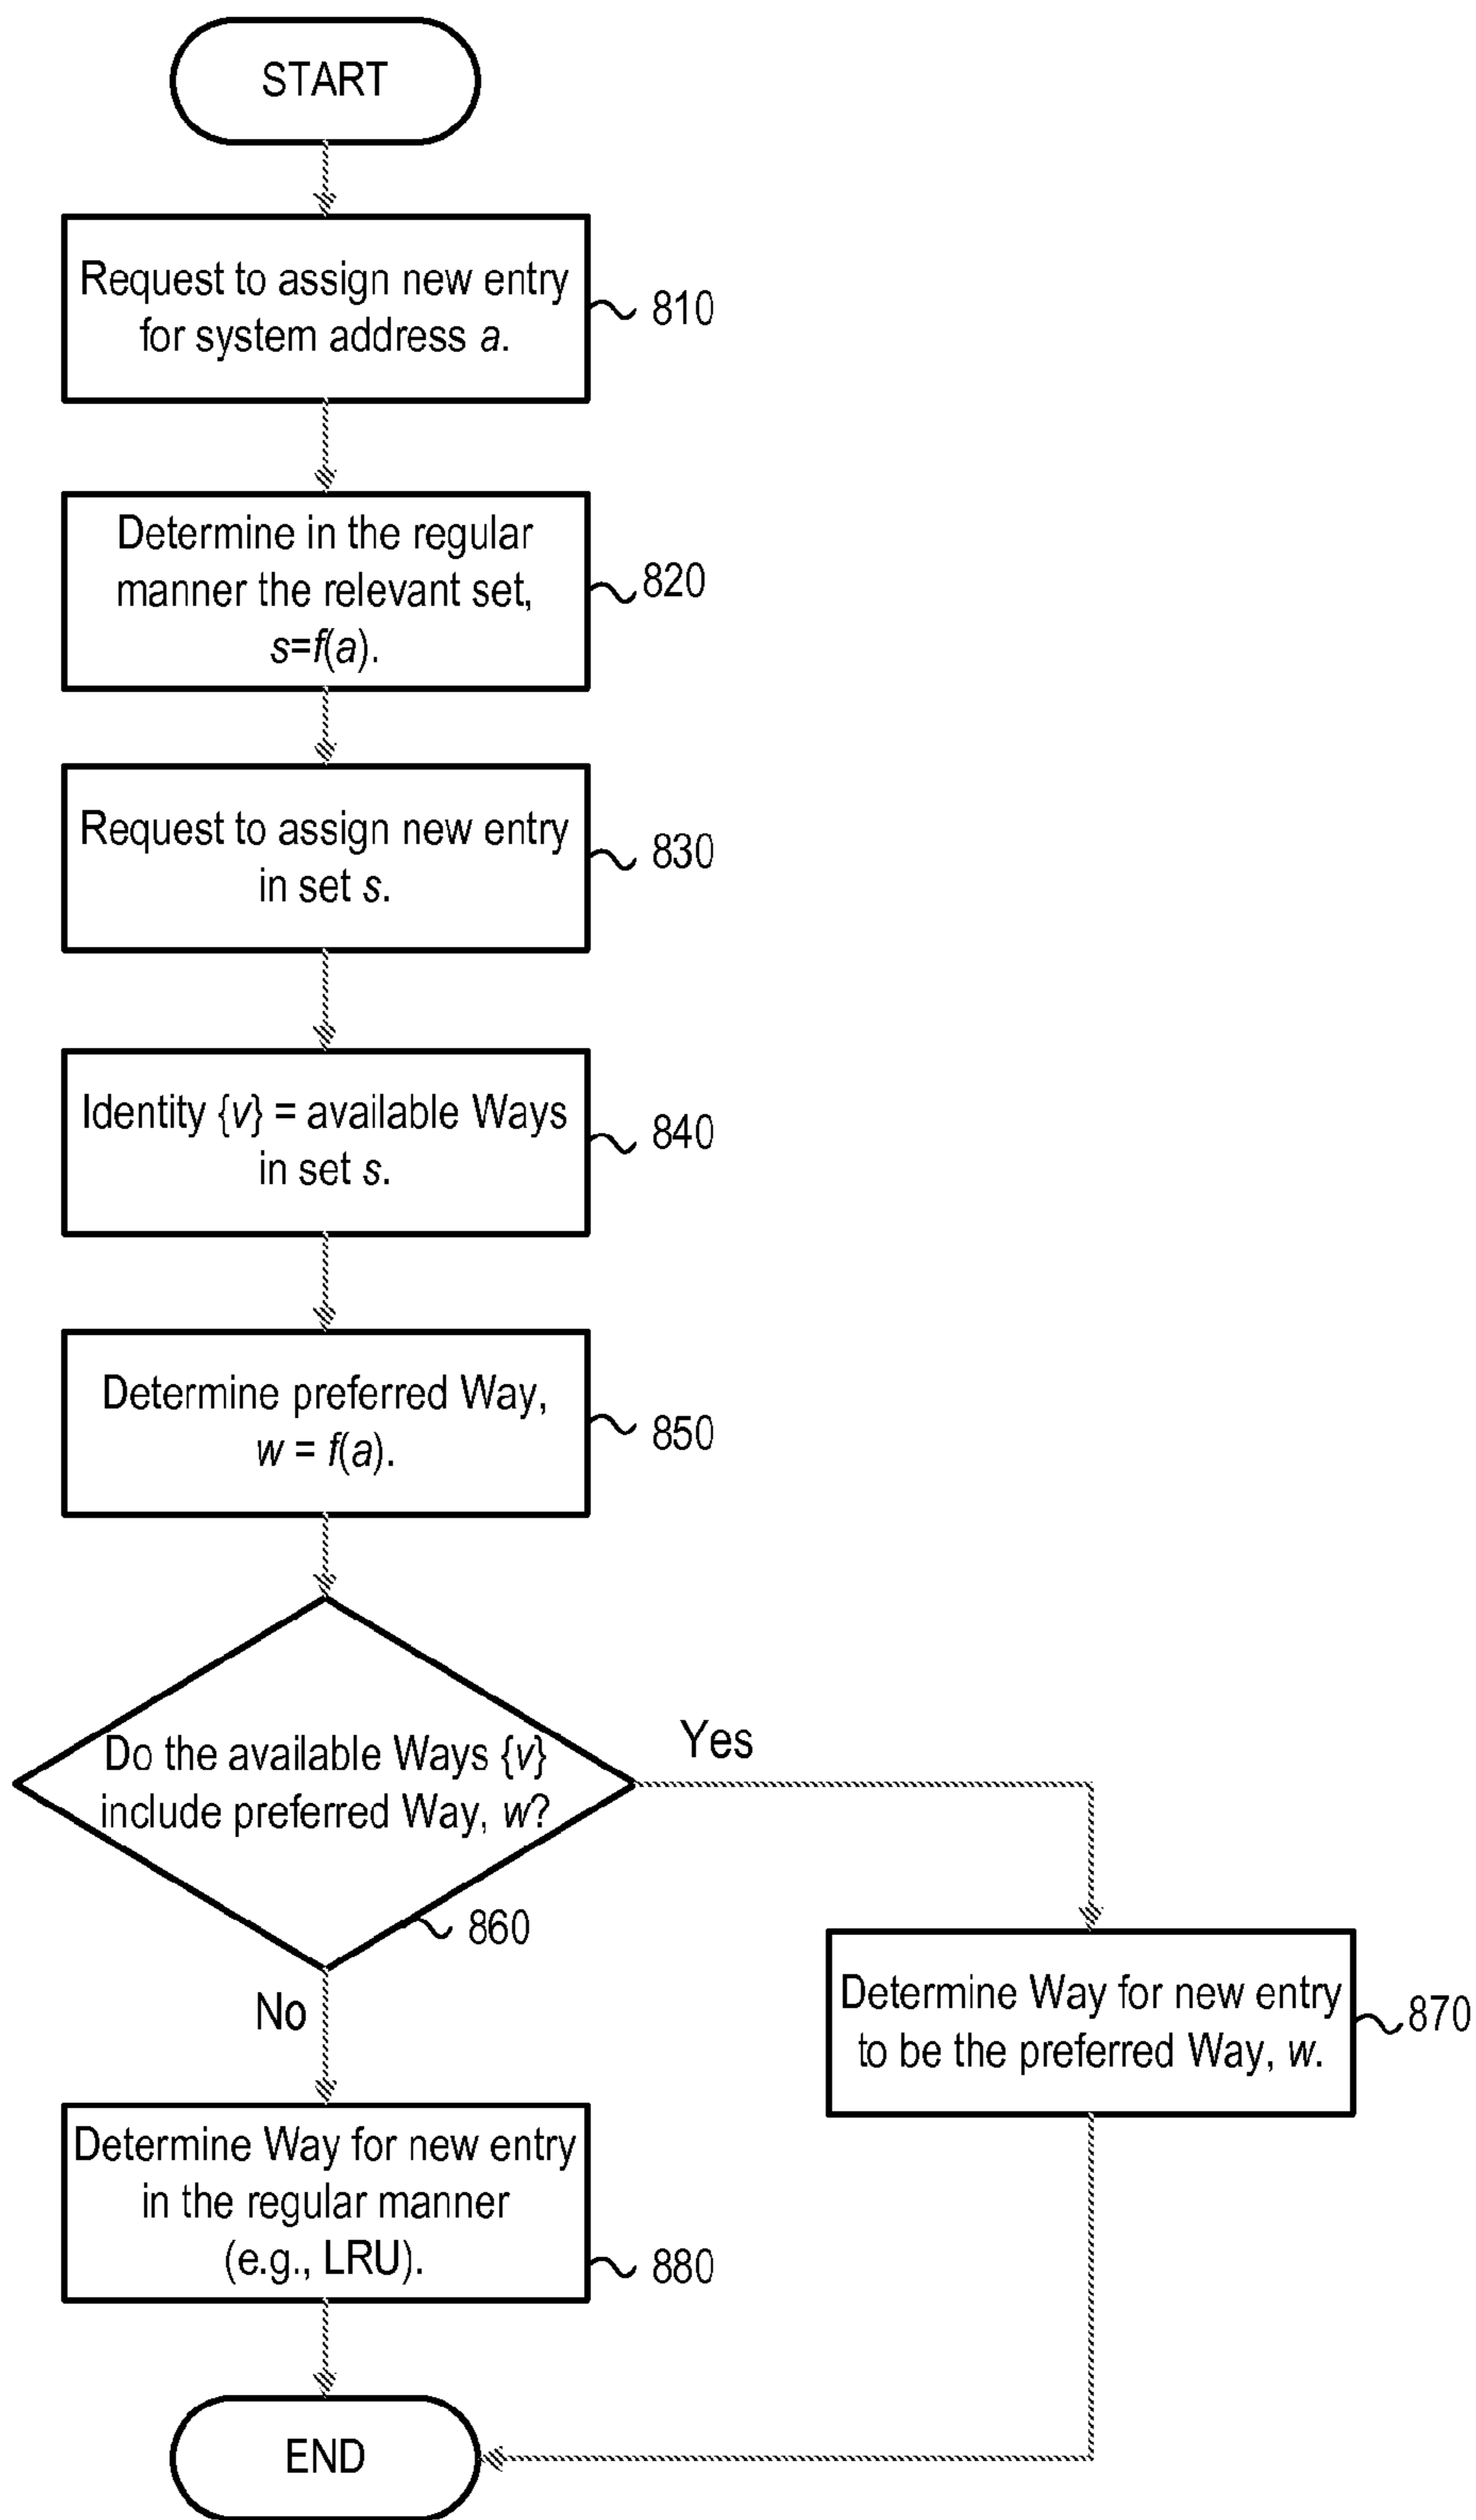 START
Request to assign new entry
for system address a.
810
Determine in the regular
manner the relevant set,
s=f(a).
820
Request to assign new entry
in set s.
830
Identity {v} = available Ways
in set s.
840
Determine preferred Way,
w = f(a).
850
Do the available Ways {v}
include preferred Way, w?
860
Yes
No
Determine Way for new entry
to be the preferred Way, w.
870
Determine Way for new entry
in the regular manner
(e.g., LRU).
880
END